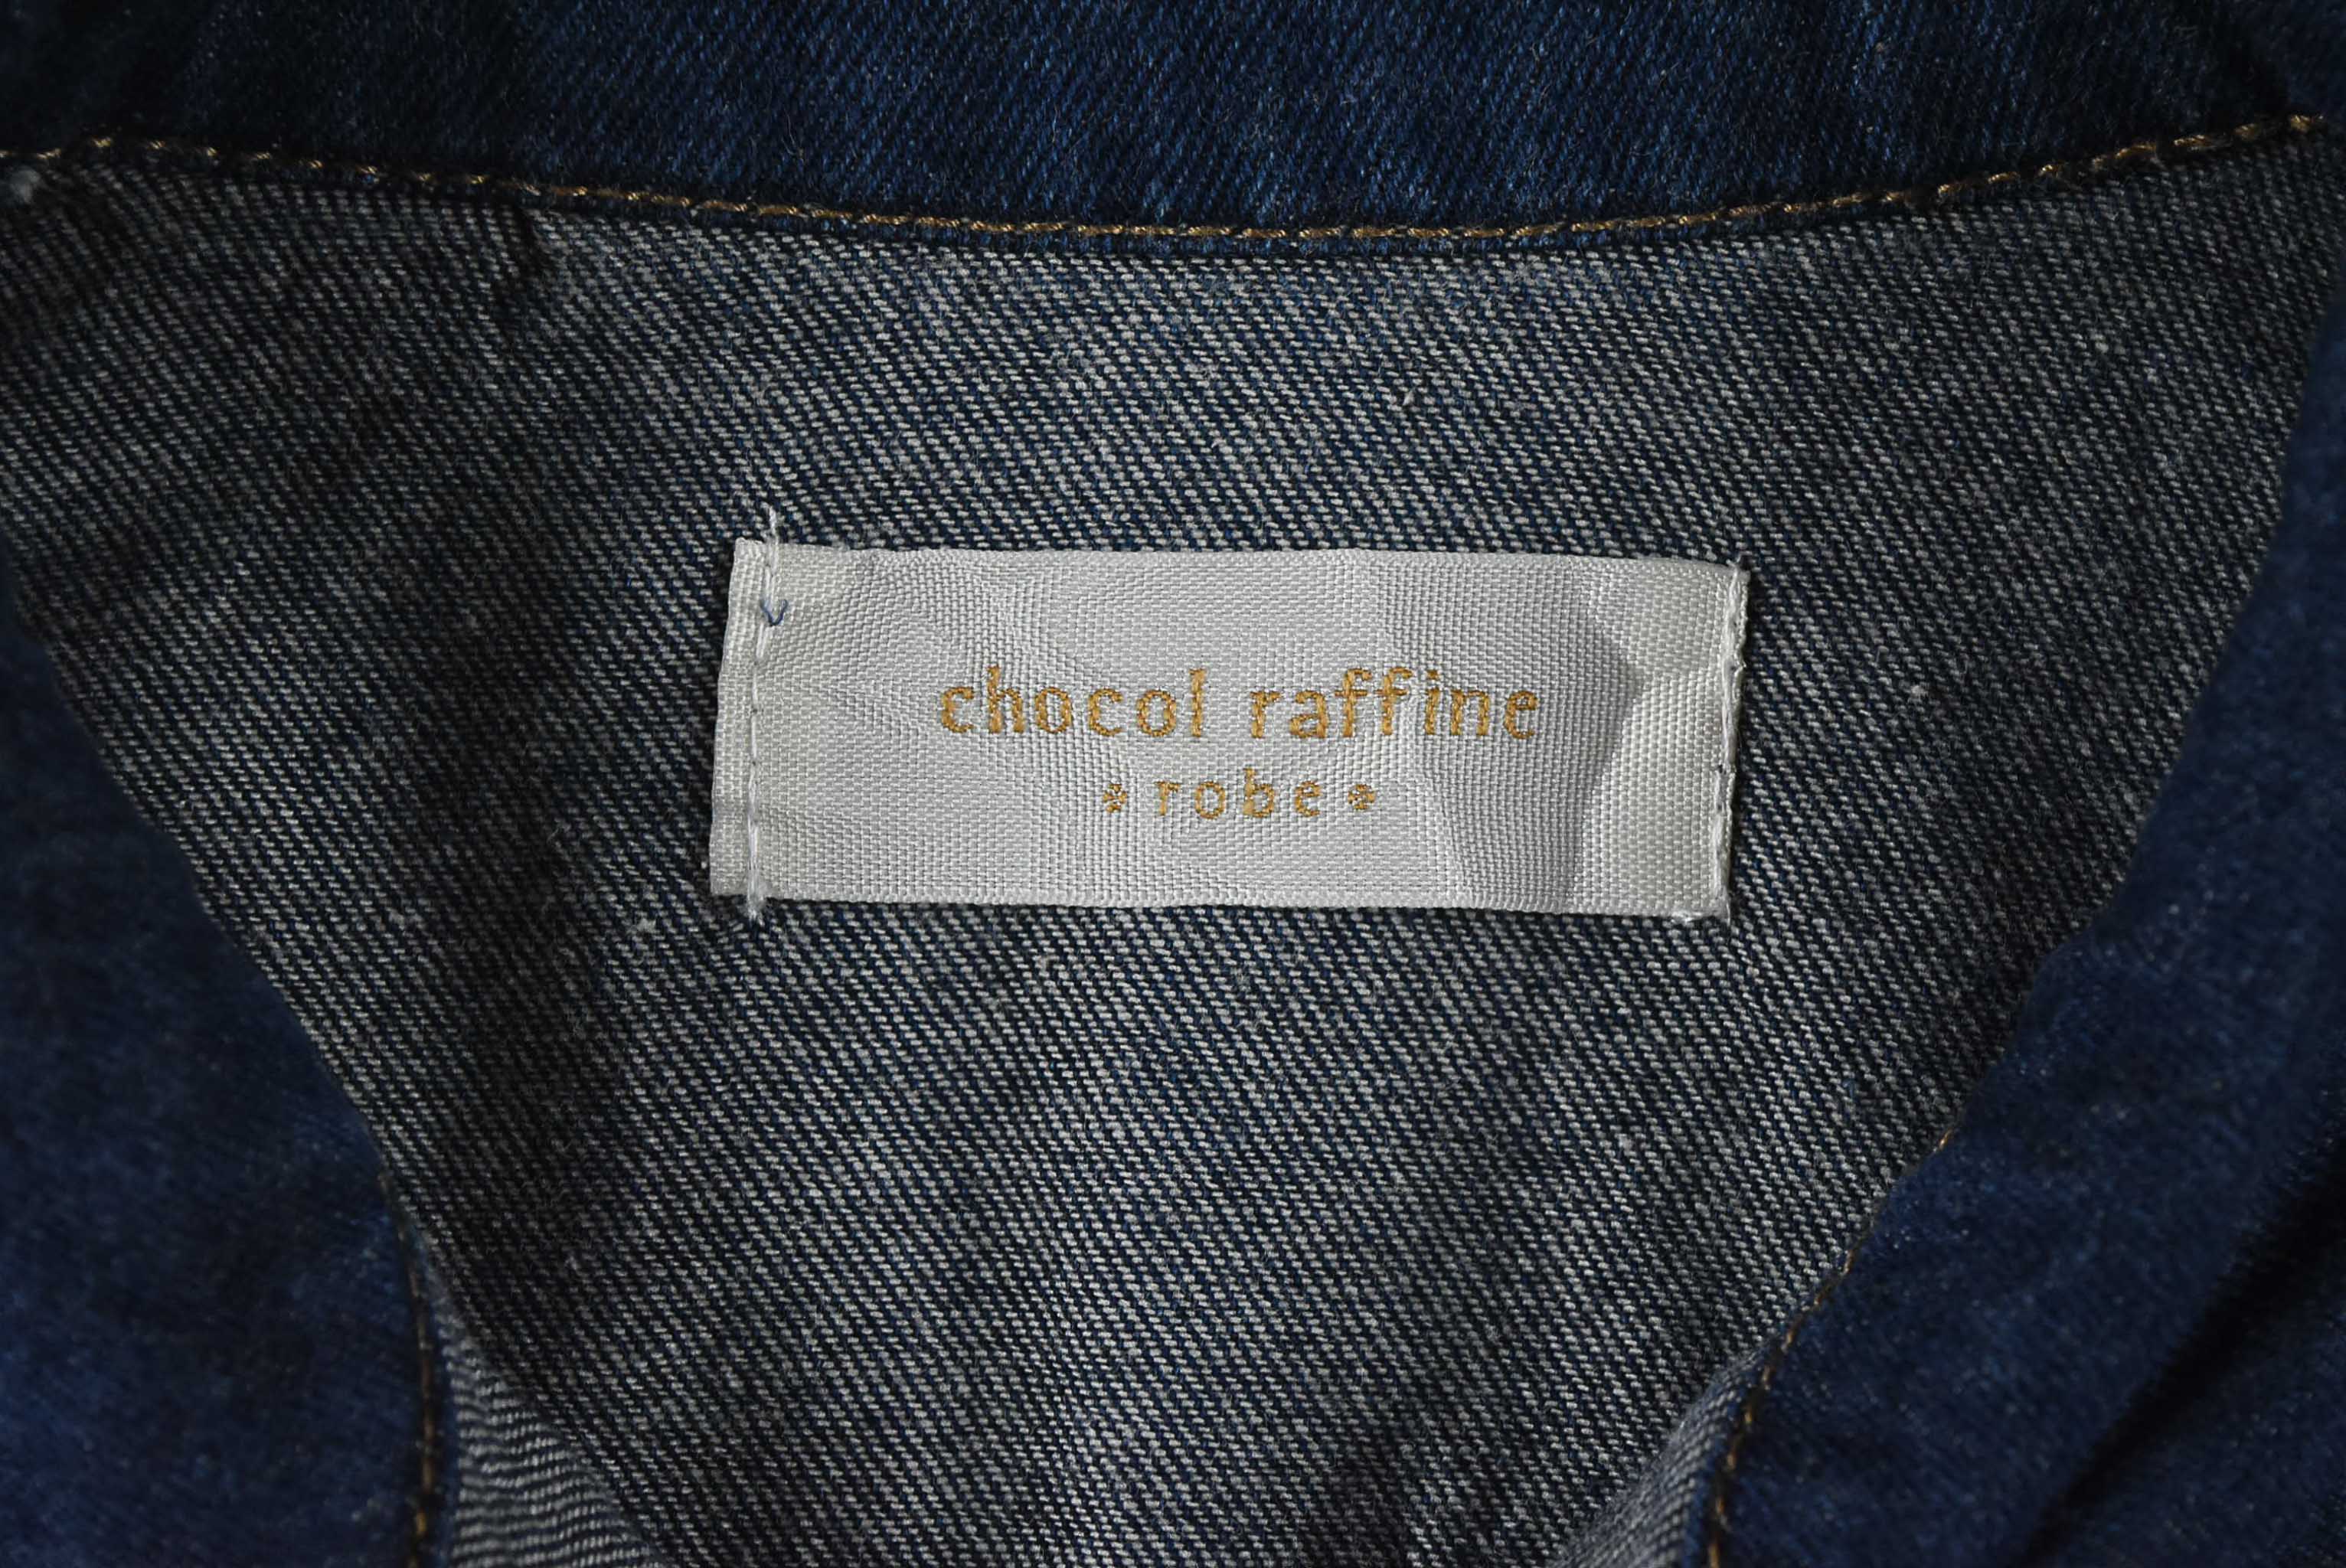 chocol raffine
robe